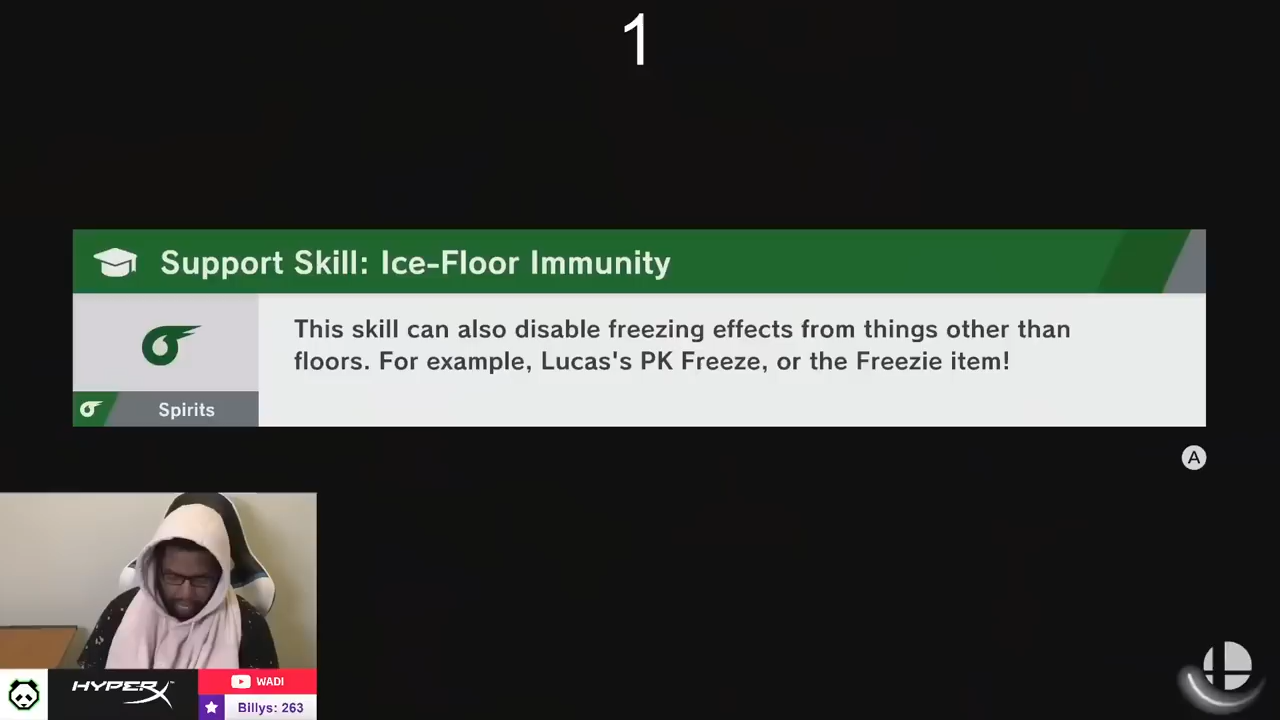 1
Support Skill: Ice-Floor Immunity
This skill can also disable freezing effects from things other than
floors. For example, Lucas's PK Freeze, or the Freezie item!
Spirits
A
HYPERX
WADI
Billys: 263